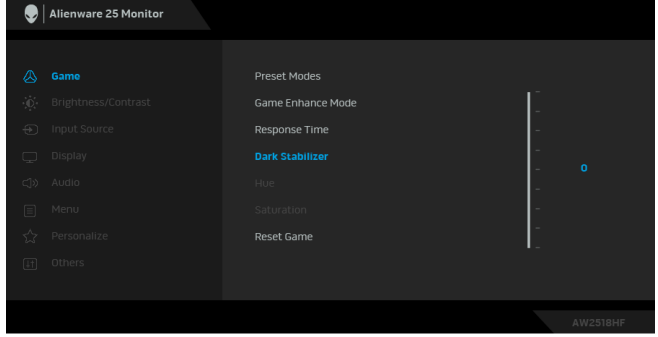 Alienware 25 Monitor
Game
Brightness/Contrast
Input Source
Display
Audio
Menu
Personalize
Others
Preset Modes
Game Enhance Mode
Response Time
Dark Stabilizer
Hue
Saturation
Reset Game
0
AW2518HF